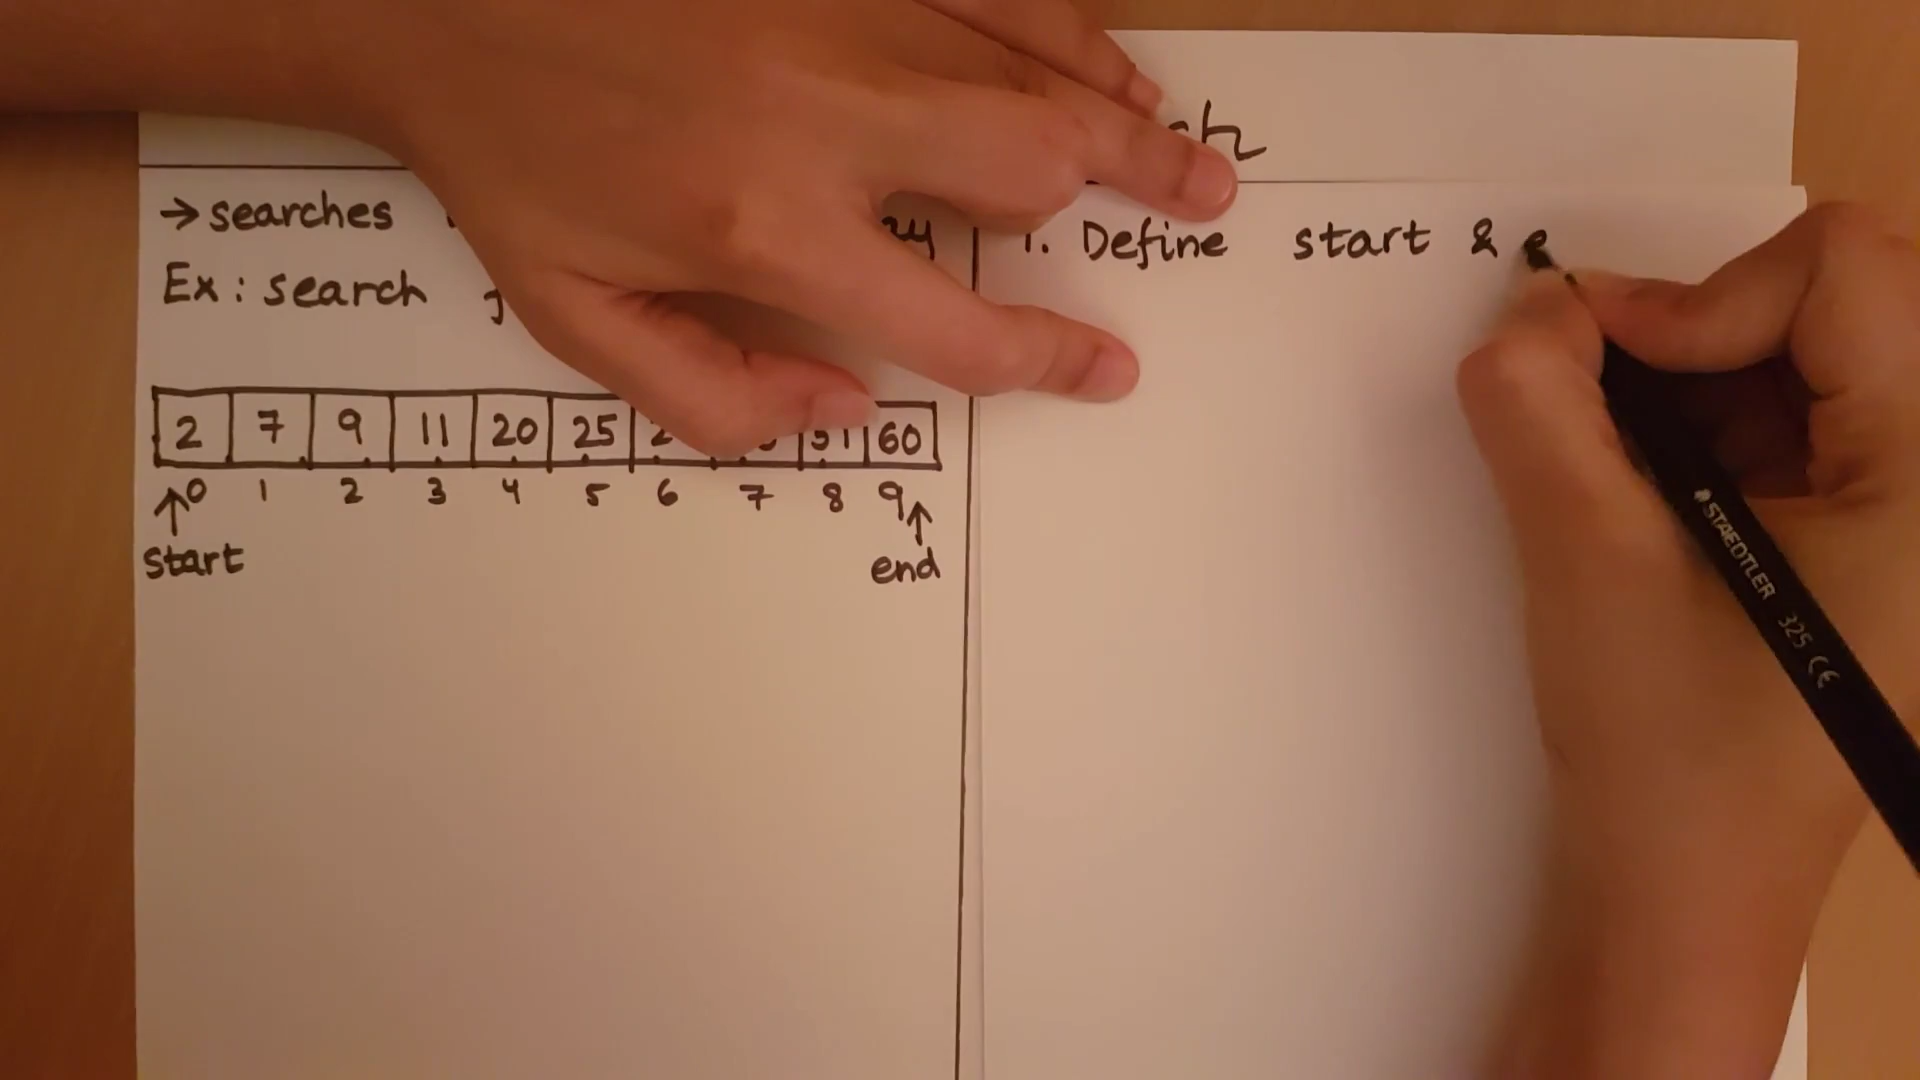 → searches
Ex: search
2 7 9 11 20 25 60
0 1 2 3 4 5 6 7 8 9
start end
1. Define start & e
STAEDTLER 325 CE